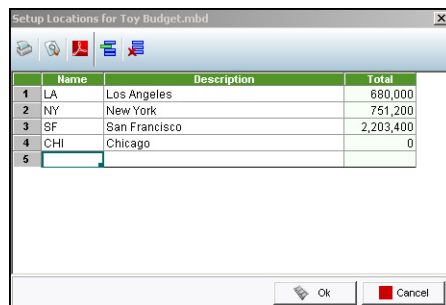 Setup Locations for Toy Budget.mbd
Name Description Total
1 LA Los Angeles 680,000
2 NY New York 751,200
3 SF San Francisco 2,203,400
4 CHI Chicago 0
5
Ok Cancel